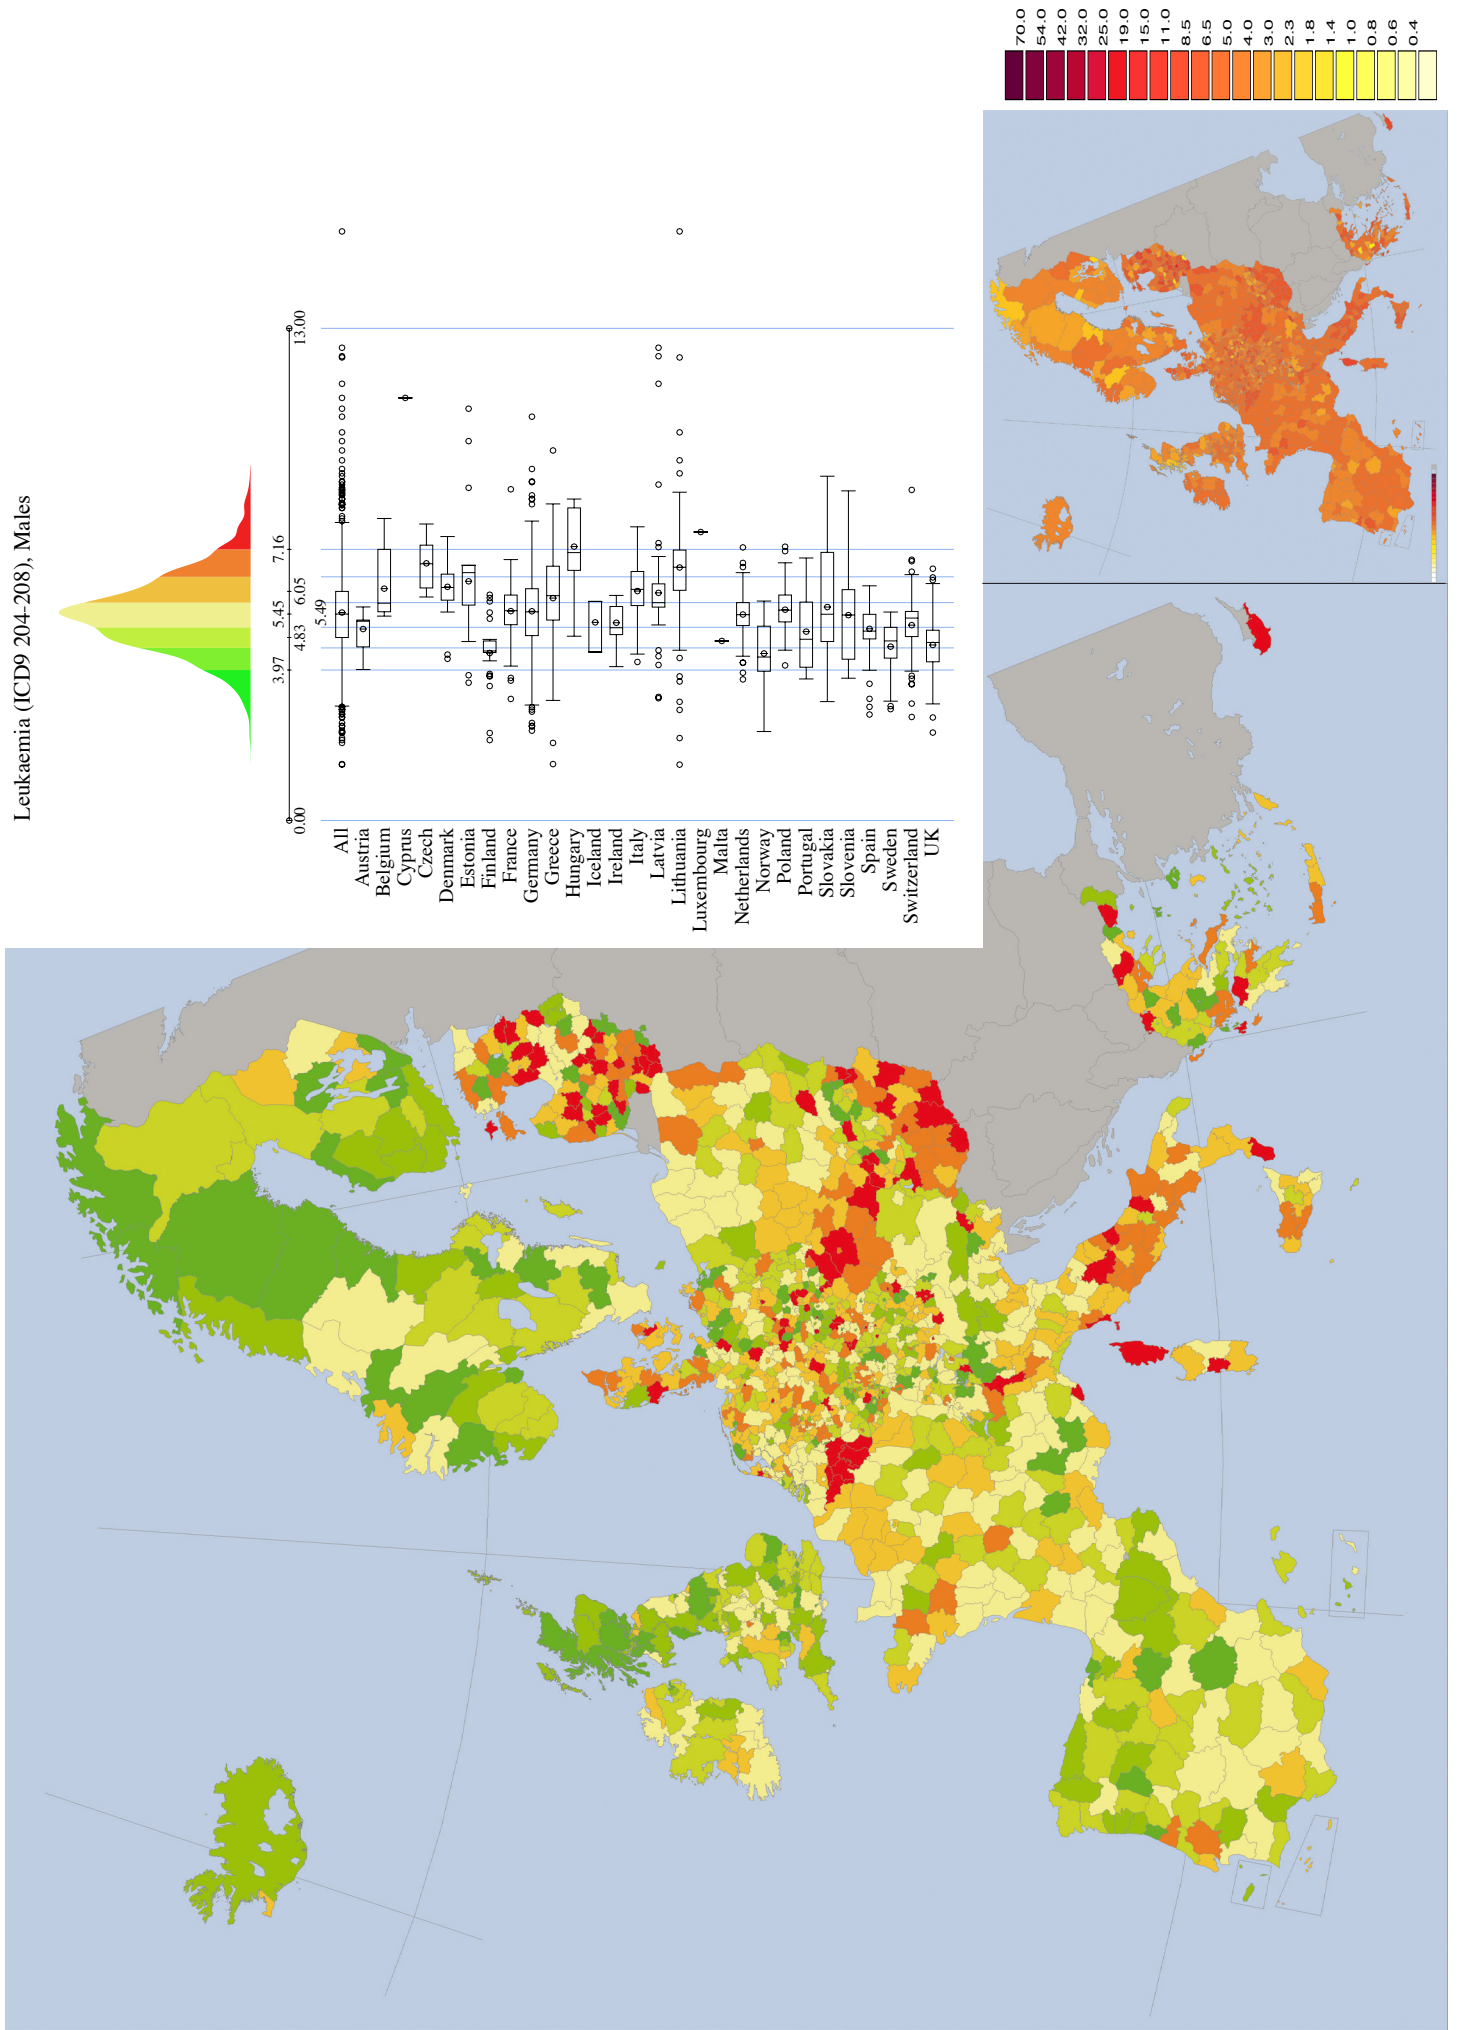 Leukaemia (ICD9 204-208), Males
0.00
3.97
4.83
5.45
6.05
7.16
13.00
5.49
All
Austria
Belgium
Cyprus
Czech
Denmark
Estonia
Finland
France
Germany
Greece
Hungary
Iceland
Ireland
Italy
Latvia
Lithuania
Luxembourg
Malta
Netherlands
Norway
Poland
Portugal
Slovakia
Slovenia
Spain
Sweden
Switzerland
UK
70.0
54.0
42.0
32.0
25.0
19.0
15.0
11.0
8.5
6.5
5.0
4.0
3.0
2.3
1.8
1.4
1.0
0.8
0.6
0.4